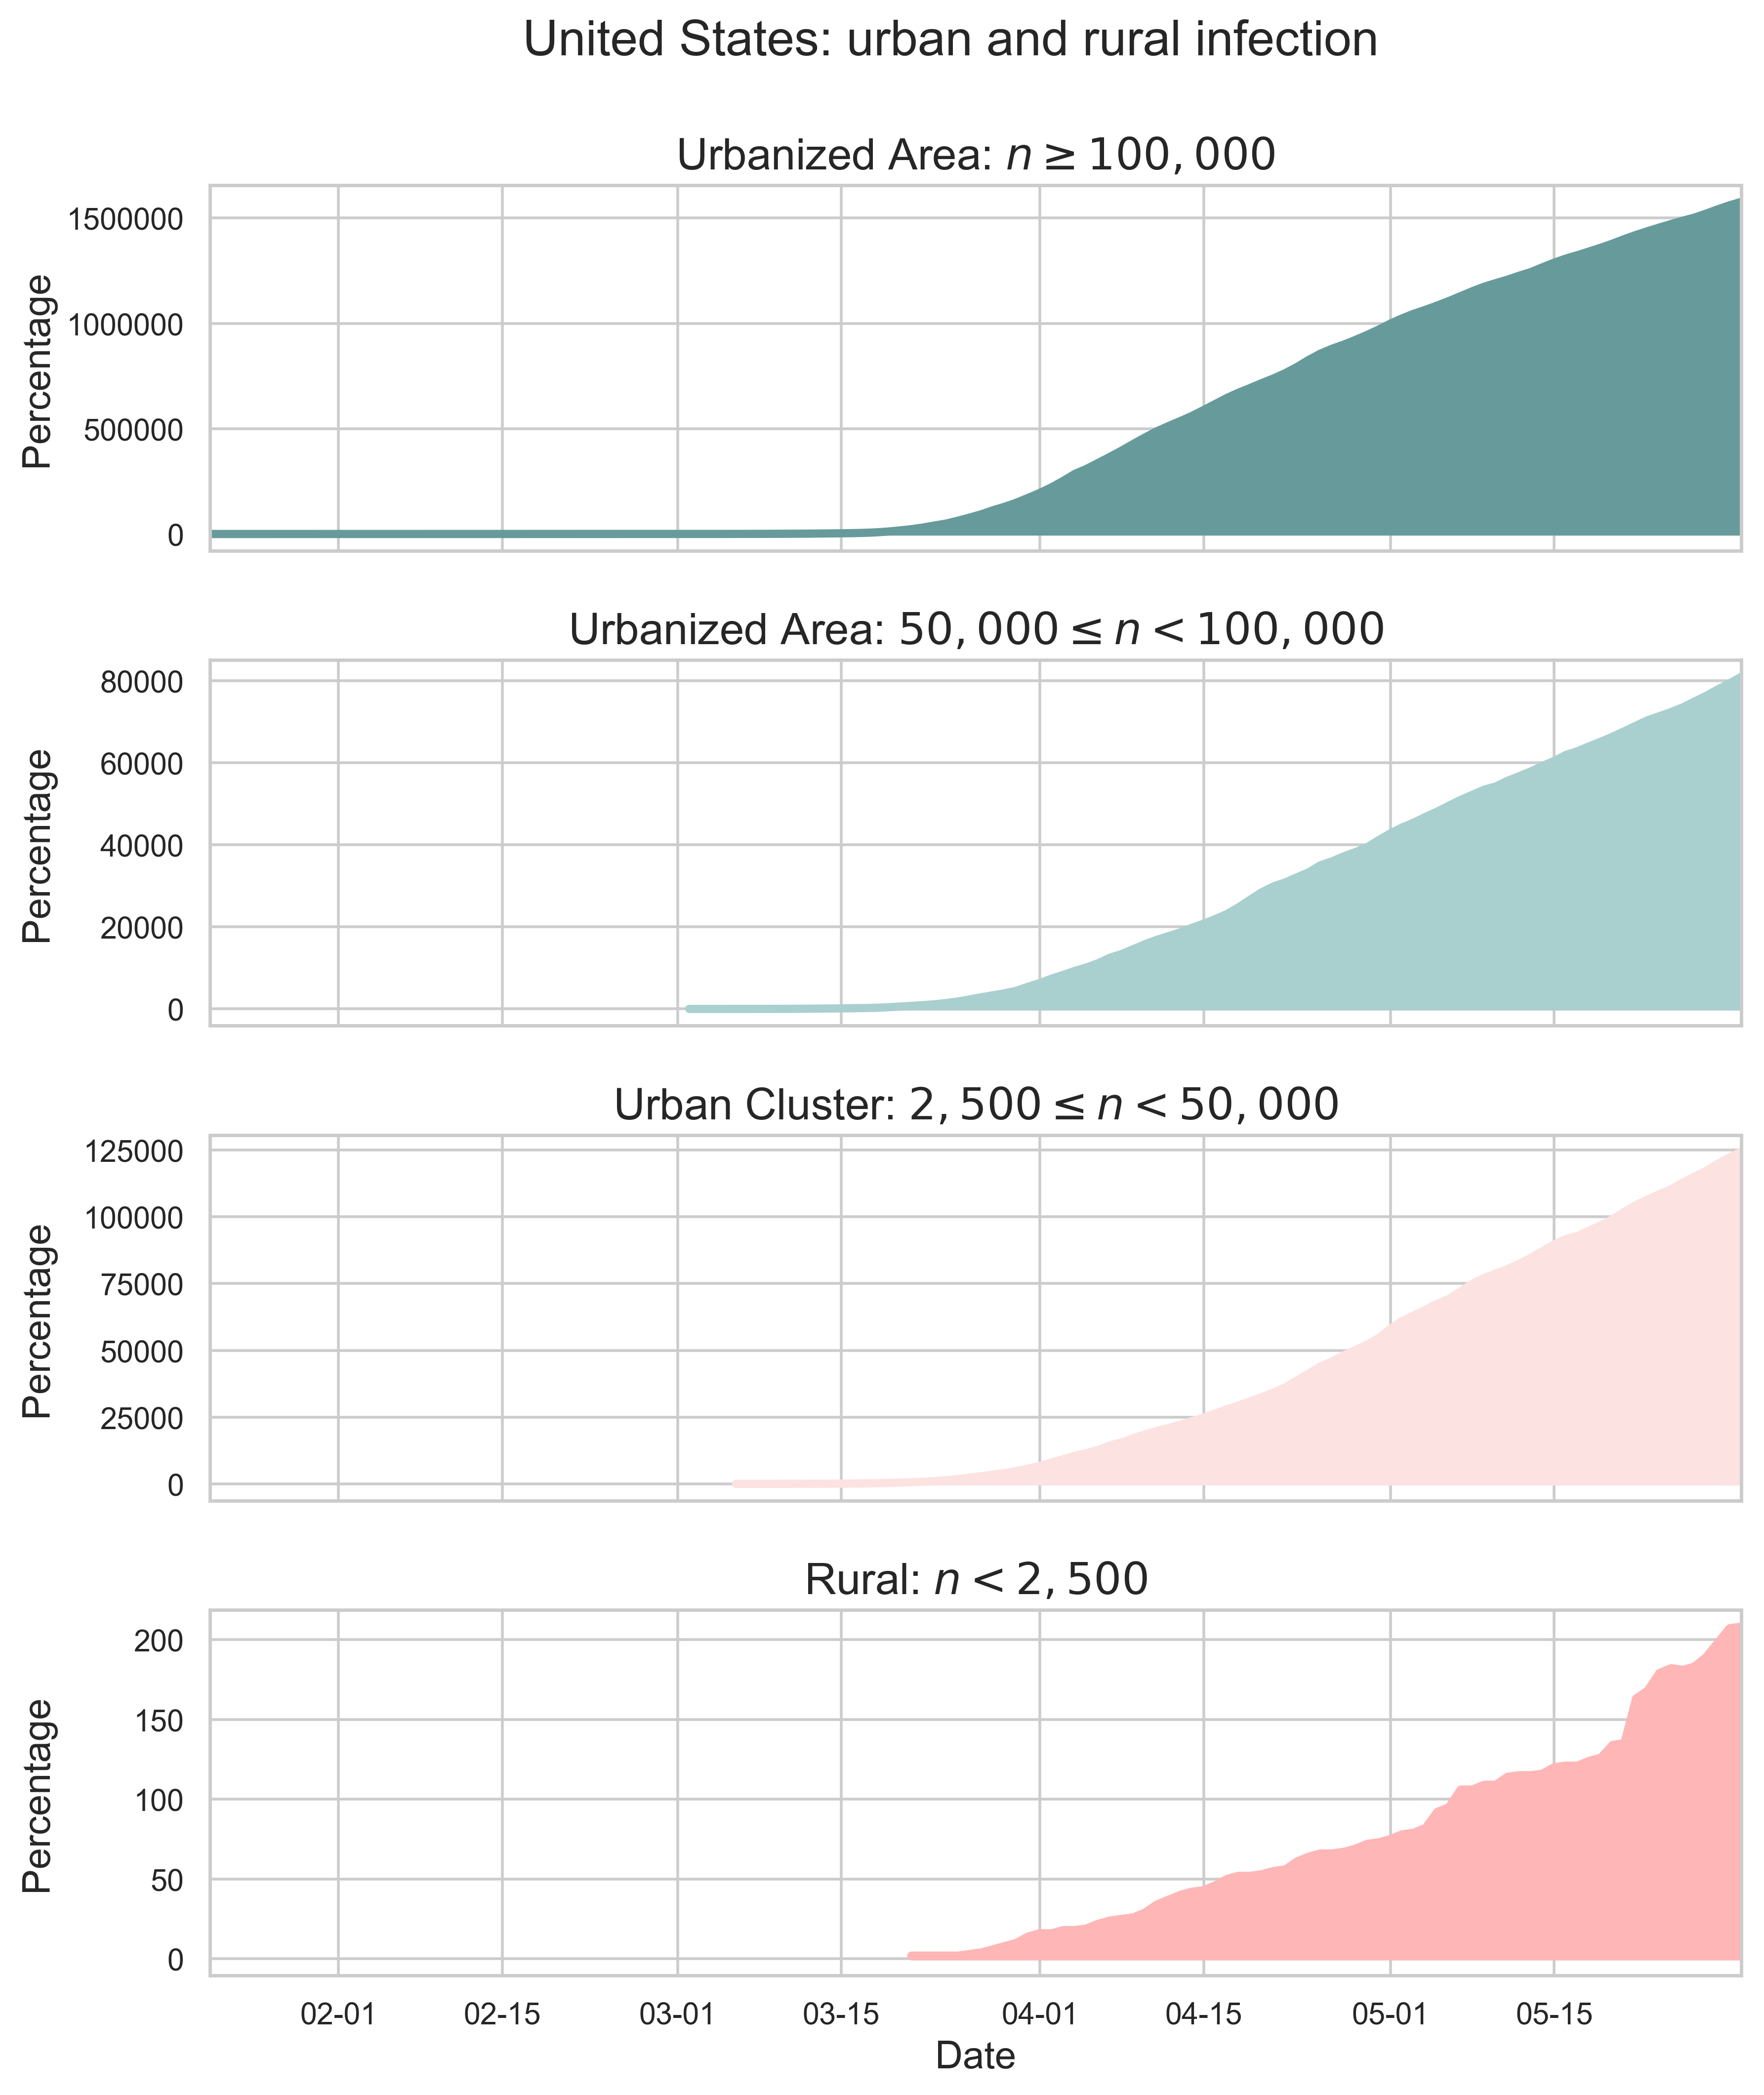 United States: urban and rural infection
Urbanized Area: n ≥ 100,000
Percentage
1500000
1000000
500000
0
Urbanized Area: 50,000 ≤ n < 100,000
Percentage
80000
60000
40000
20000
0
Urban Cluster: 2,500 ≤ n < 50,000
Percentage
125000
100000
75000
50000
25000
0
Rural: n < 2,500
Percentage
200
150
100
50
0
02-01 02-15 03-01 03-15 04-01 04-15 05-01 05-15
Date